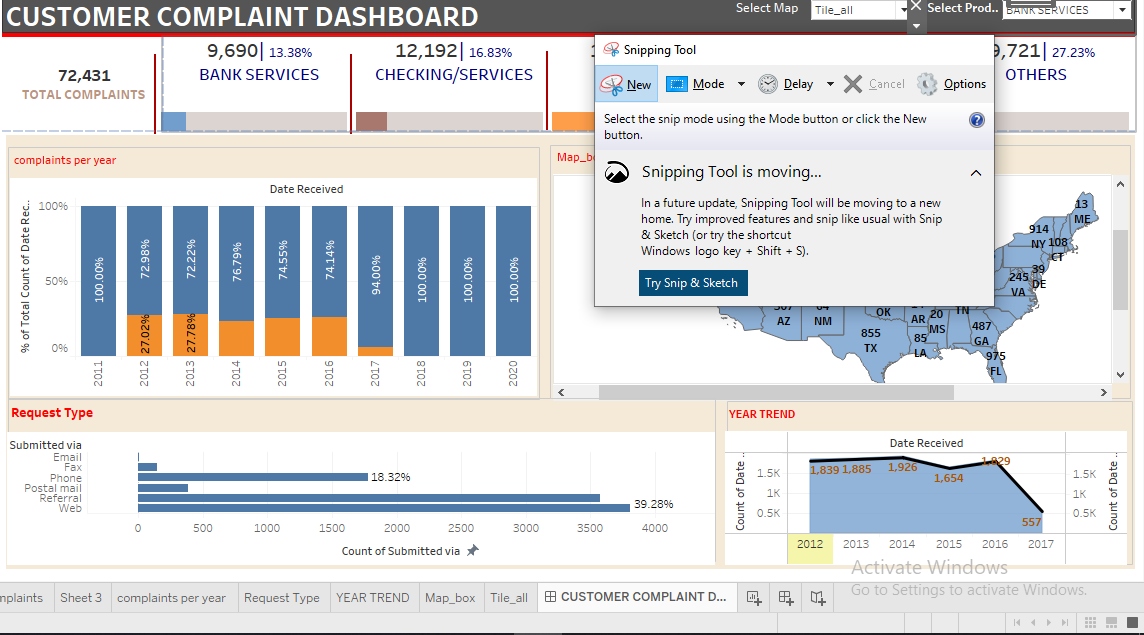 CUSTOMER COMPLAINT DASHBOARD
Select Map
Tile_all
Select Prod..
BANK SERVICES
72,431
TOTAL COMPLAINTS
9,690| 13.38%
BANK SERVICES
12,192| 16.83%
CHECKING/SERVICES
9,721| 27.23%
OTHERS
Snipping Tool
New
Mode
Delay
Cancel
Options
Select the snip mode using the Mode button or click the New
button.
Snipping Tool is moving...
In a future update, Snipping Tool will be moving to a new
home. Try improved features and snip like usual with Snip
& Sketch (or try the shortcut
Windows logo key + Shift + S).
Try Snip & Sketch
complaints per year
Date Received
% of Total Count of Date Rec..
100%
50%
0%
100.00%
72.98%
72.22%
76.79%
74.55%
74.14%
94.00%
100.00%
100.00%
100.00%
27.02%
27.78%
2011
2012
2013
2014
2015
2016
2017
2018
2019
2020
13
ME
914
NY
108
CT
39
DE
245
VA
AZ
NM
OK
AR
20
MS
TN
487
GA
855
TX
85
LA
975
FL
Request Type
Submitted via
Email
Fax
Phone
Postal mail
Referral
Web
18.32%
39.28%
0
500
1000
1500
2000
2500
3000
3500
4000
Count of Submitted via
YEAR TREND
Date Received
Count of Date ..
1.5K
1K
0.5K
1,839
1,885
1,926
1,654
1,829
557
1.5K
1K
0.5K
Count of Date ..
2012
2013
2014
2015
2016
2017
Activate Windows
Go to Settings to activate Windows.
mplaints
Sheet 3
complaints per year
Request Type
YEAR TREND
Map_box
Tile_all
CUSTOMER COMPLAINT D...